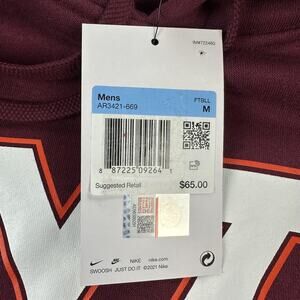 Mens
FTBLL
AR3421-669
M
8 87225 09264 1
Suggested Retail
$65.00
NIKE
nike.com
SWOOSH JUST DO IT ©2021 Nike